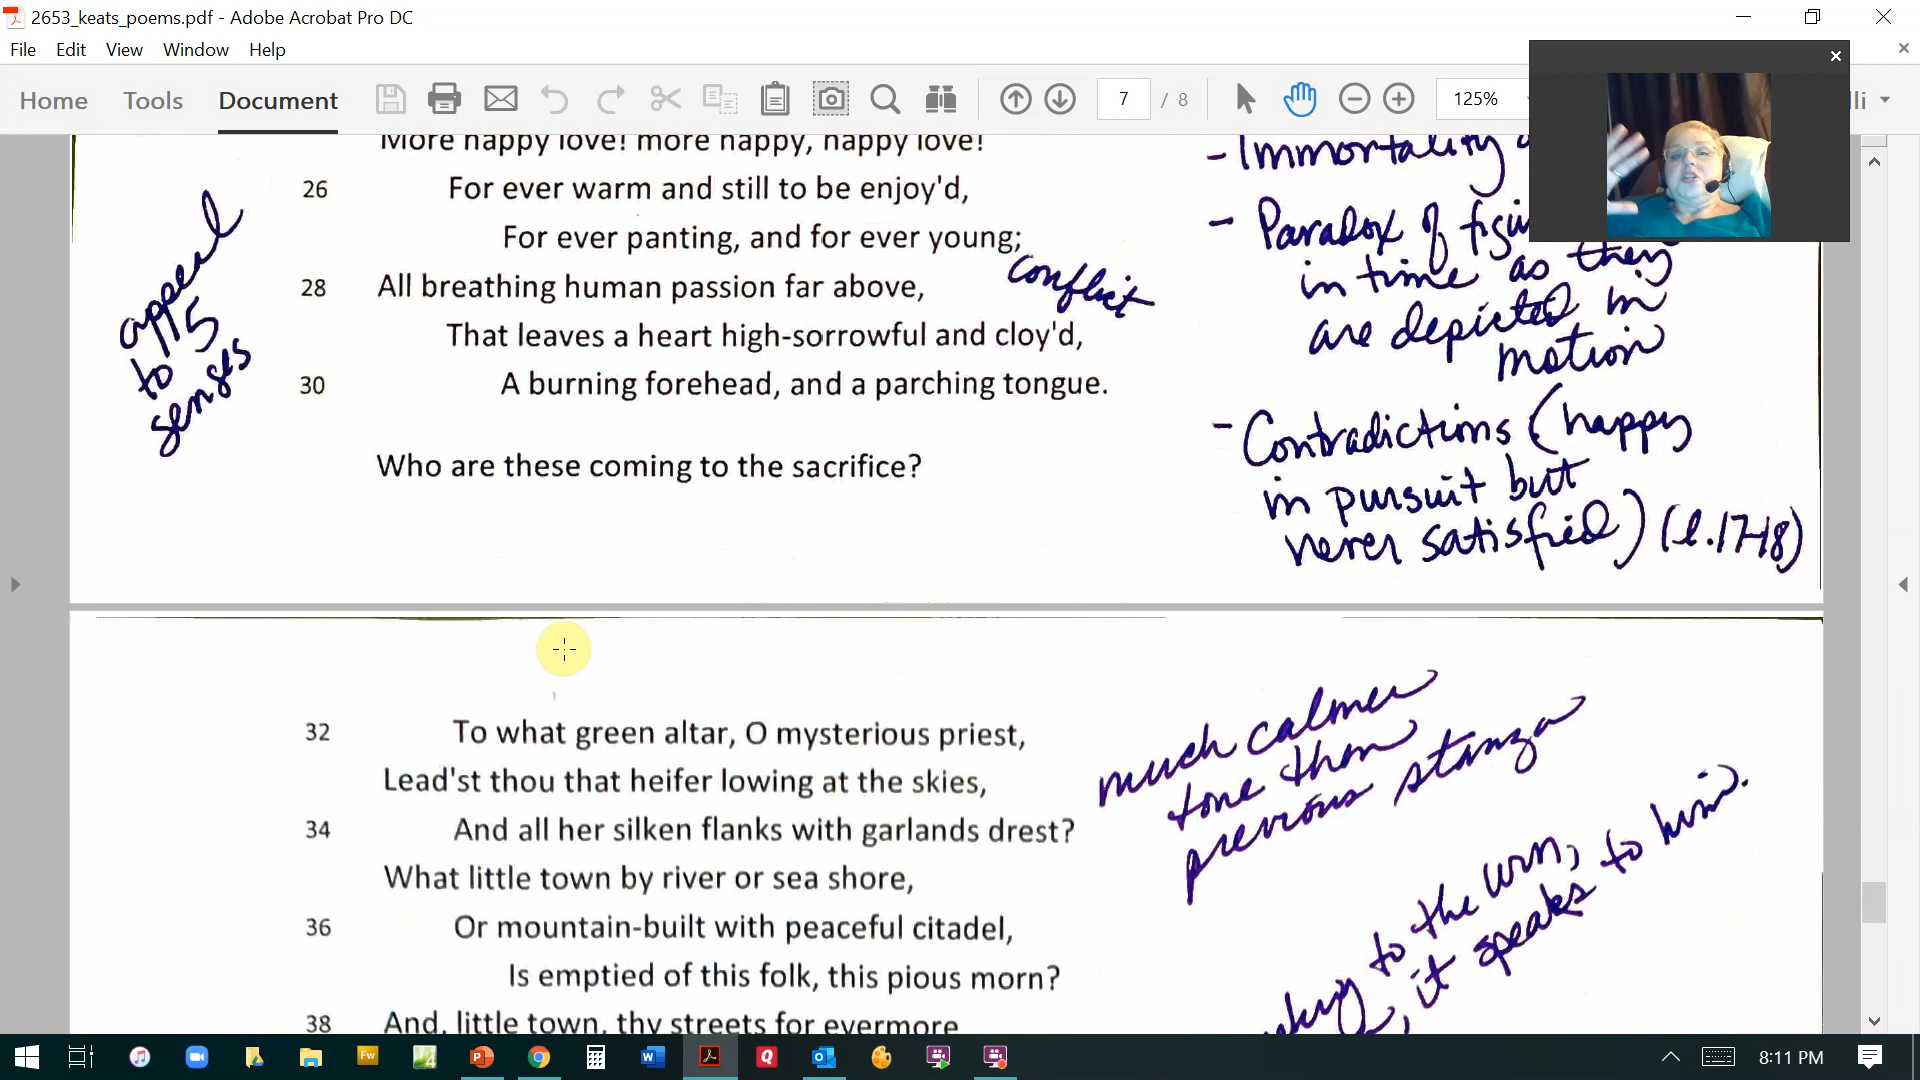 2653_keats_poems.pdf - Adobe Acrobat Pro DC
File Edit View Window Help
Home Tools Document 7 / 8 125% lli
More happy love! more happy, happy love!
26 For ever warm and still to be enjoy'd,
For ever panting, and for ever young;
28 All breathing human passion far above,
That leaves a heart high-sorrowful and cloy'd,
30 A burning forehead, and a parching tongue.
Who are these coming to the sacrifice?
appeal
to 5
senses
conflict
- Immortality
- Paradox of
in time as they
are depicted in
motion
- Contradictions (happy
in pursuit but
never satisfied) (l.17-18)
32 To what green altar, O mysterious priest,
Lead'st thou that heifer lowing at the skies,
34 And all her silken flanks with garlands drest?
What little town by river or sea shore,
36 Or mountain-built with peaceful citadel,
Is emptied of this folk, this pious morn?
38 And, little town, thy streets for evermore
much calmer
tone than
previous stanza
to the urn,
it speaks to him.
Fw
8:11 PM